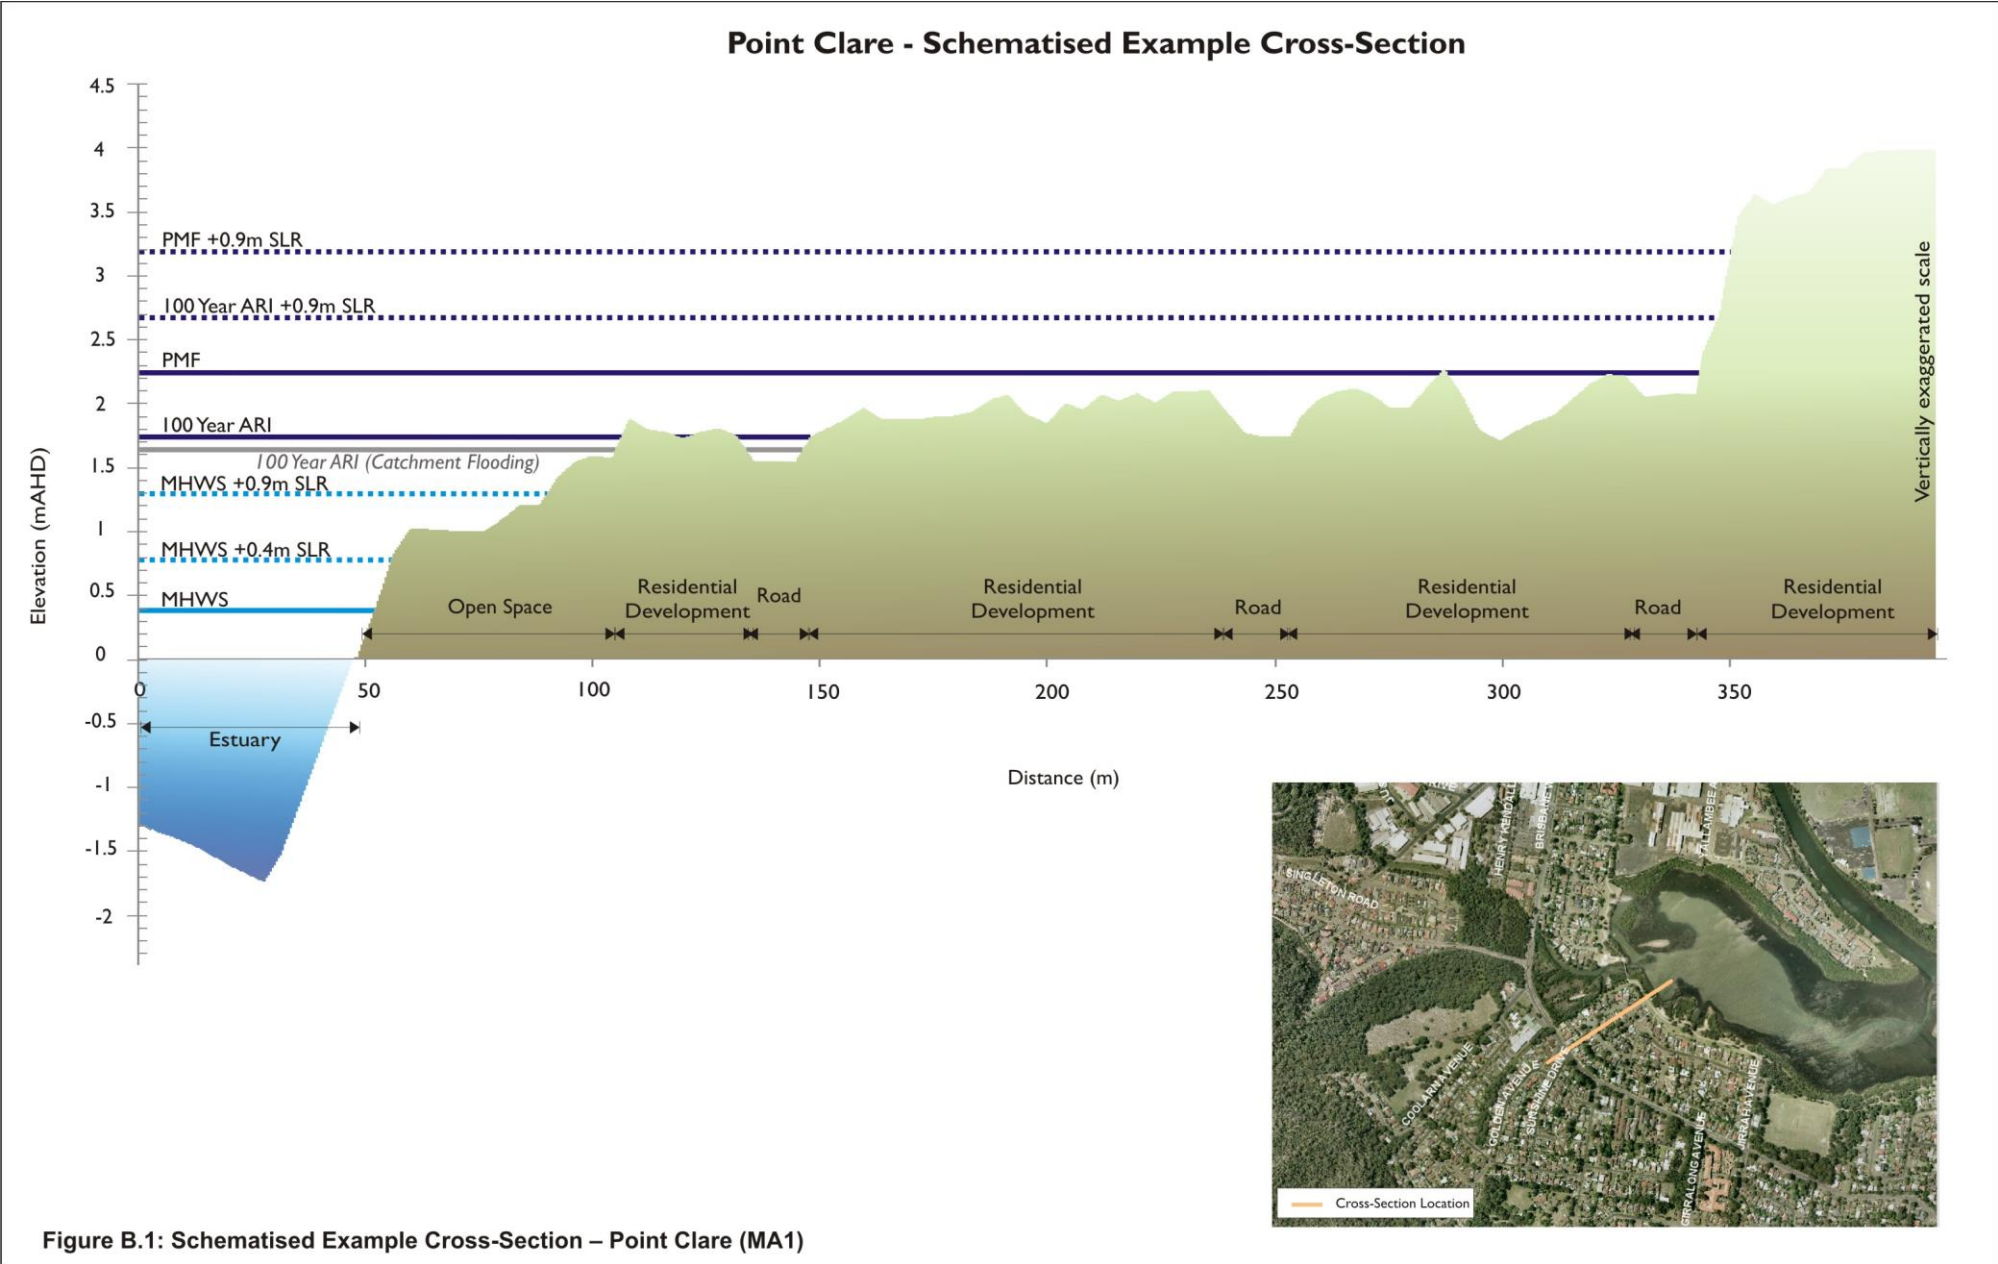 Point Clare - Schematised Example Cross-Section
4.5
4
3.5
3
2.5
2
1.5
1
0.5
0
-0.5
-1
-1.5
-2
Elevation (mAHD)
PMF +0.9m SLR
100 Year ARI +0.9m SLR
PMF
100 Year ARI
100 Year ARI (Catchment Flooding)
MHWS +0.9m SLR
MHWS +0.4m SLR
MHWS
Vertically exaggerated scale
Open Space
Residential
Development
Road
Residential
Development
Road
Residential
Development
Road
Residential
Development
0
50
100
150
200
250
300
350
Estuary
Distance (m)
HENRY KENDALL
SINGLETON ROAD
COOLARN AVENUE
GOLDEN AVENUE
SUNSHINE DRIVE
GIRRALONG AVENUE
JIRRAH AVENUE
Cross-Section Location
Figure B.1: Schematised Example Cross-Section – Point Clare (MA1)